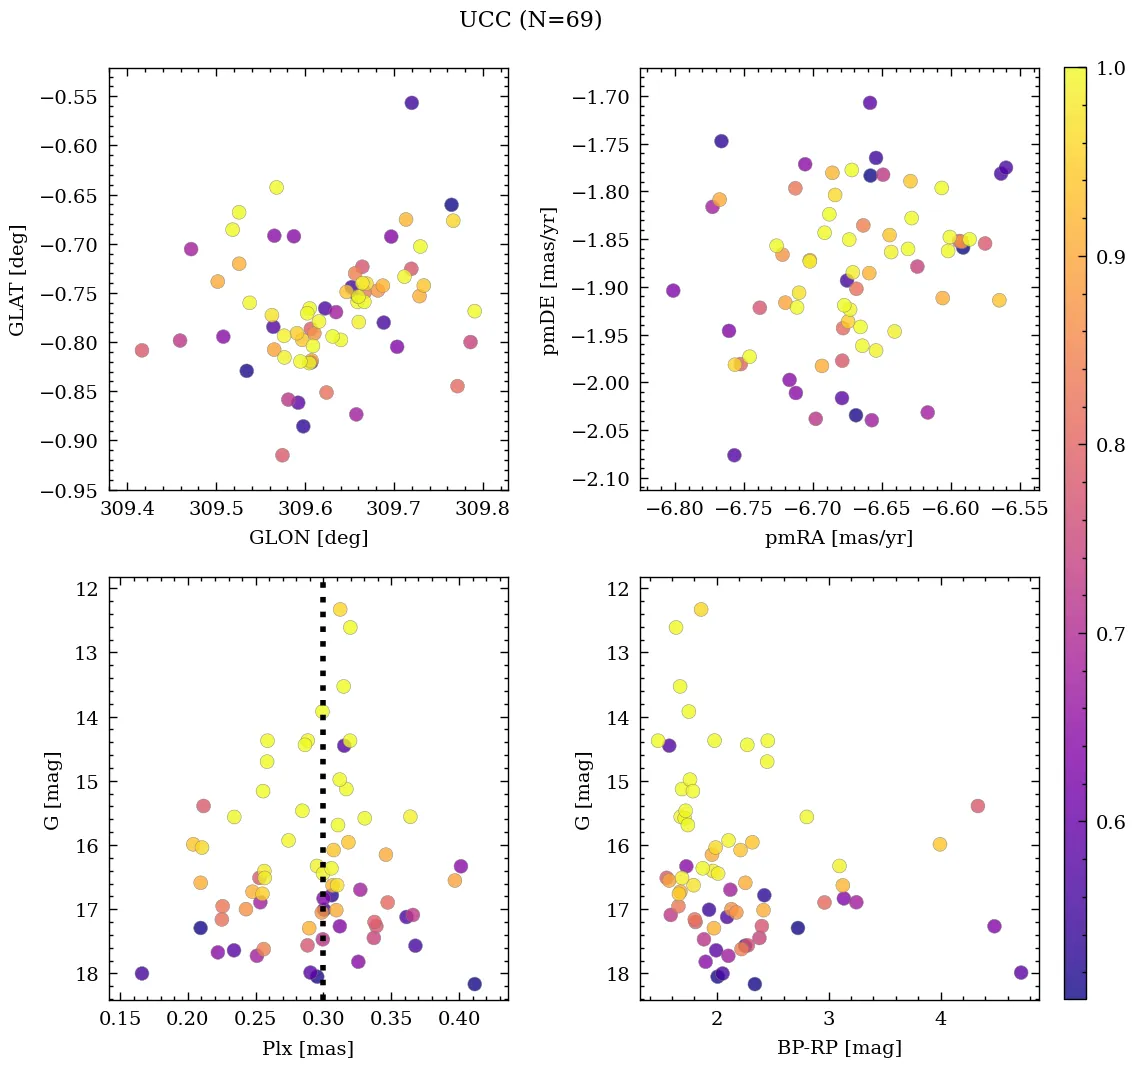 UCC (N=69)
−0.55
−0.60
−0.65
−0.70
−0.75
−0.80
−0.85
−0.90
−0.95
GLAT [deg]
309.4 309.5 309.6 309.7 309.8
GLON [deg]
−1.70
−1.75
−1.80
−1.85
−1.90
−1.95
−2.00
−2.05
−2.10
pmDE [mas/yr]
−6.80 −6.75 −6.70 −6.65 −6.60 −6.55
pmRA [mas/yr]
1.0
0.9
0.8
0.7
0.6
12
13
14
15
16
17
18
G [mag]
0.15 0.20 0.25 0.30 0.35 0.40
Plx [mas]
12
13
14
15
16
17
18
G [mag]
2 3 4
BP-RP [mag]